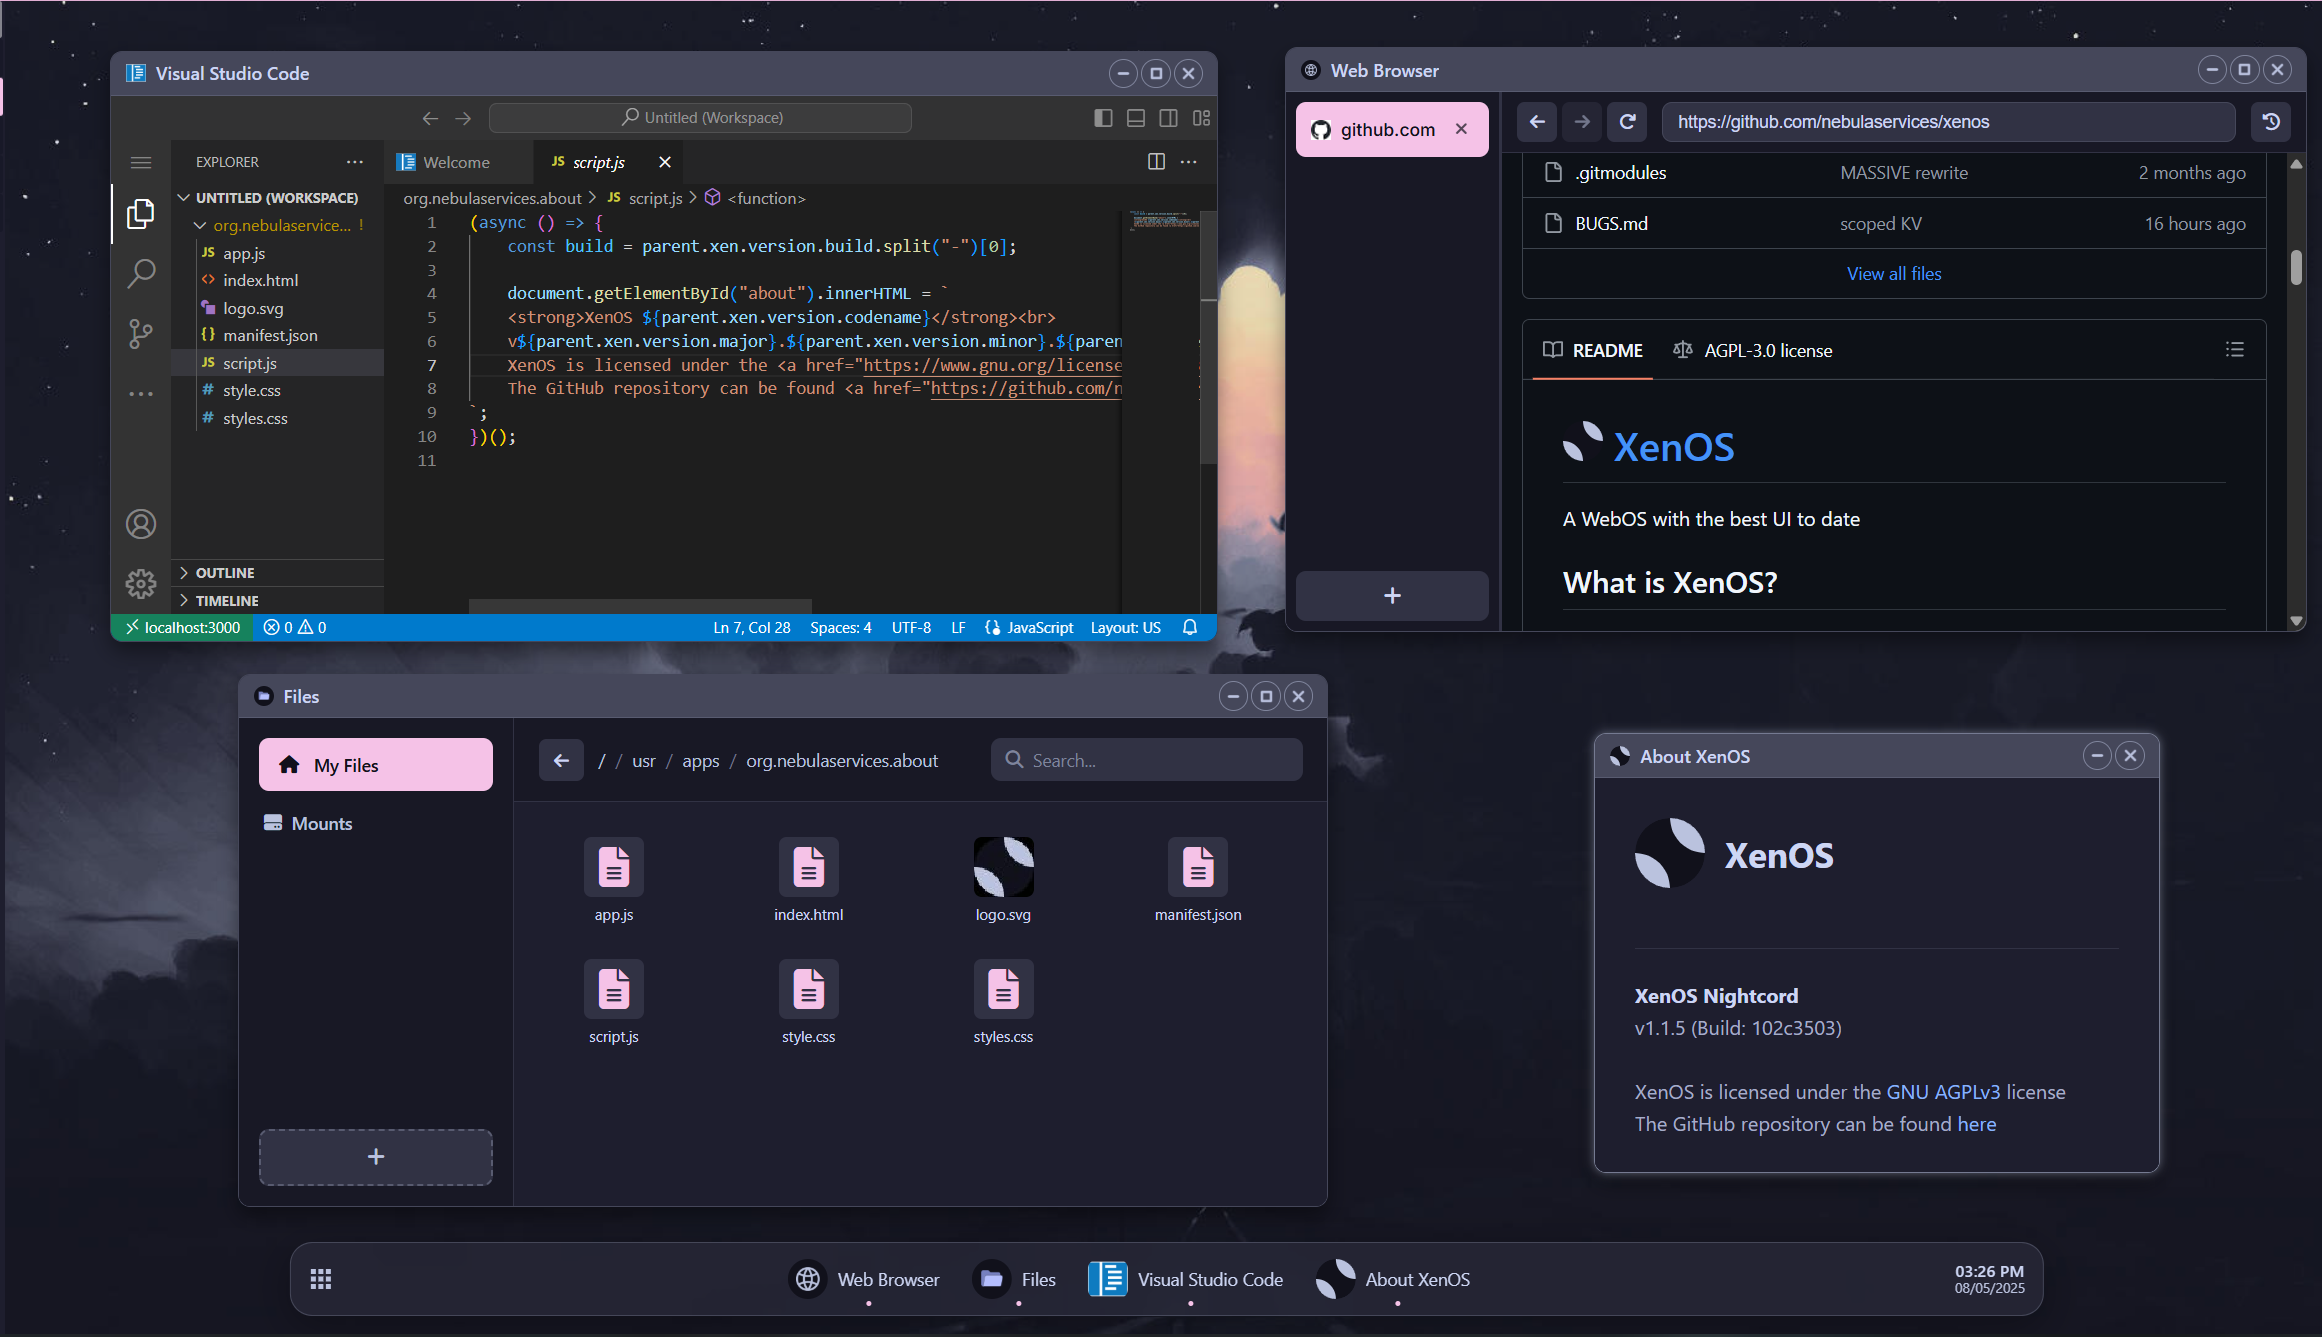 Visual Studio Code
Untitled (Workspace)
EXPLORER
Welcome
JS script.js
UNTITLED (WORKSPACE)
org.nebulaservice... !
JS app.js
<> index.html
logo.svg
{} manifest.json
JS script.js
# style.css
# styles.css
OUTLINE
TIMELINE
org.nebulaservices.about > JS script.js > <function>
1 (async () => {
2 const build = parent.xen.version.build.split("-")[0];
3
4 document.getElementById("about").innerHTML = `
5 <strong>XenOS ${parent.xen.version.codename}</strong><br>
6 v${parent.xen.version.major}.${parent.xen.version.minor}.${paren
7 XenOS is licensed under the <a href="https://www.gnu.org/license
8 The GitHub repository can be found <a href="https://github.com/n
9 `;
10 })();
11
localhost:3000 0 0 Ln 7, Col 28 Spaces: 4 UTF-8 LF JavaScript Layout: US
Web Browser
github.com
https://github.com/nebulaservices/xenos
.gitmodules MASSIVE rewrite 2 months ago
BUGS.md scoped KV 16 hours ago
View all files
README AGPL-3.0 license
XenOS
A WebOS with the best UI to date
What is XenOS?
+
Files
My Files
Mounts
+
/ / usr / apps / org.nebulaservices.about
Search...
app.js index.html logo.svg manifest.json
script.js style.css styles.css
About XenOS
XenOS
XenOS Nightcord
v1.1.5 (Build: 102c3503)
XenOS is licensed under the GNU AGPLv3 license
The GitHub repository can be found here
Web Browser Files Visual Studio Code About XenOS
03:26 PM
08/05/2025